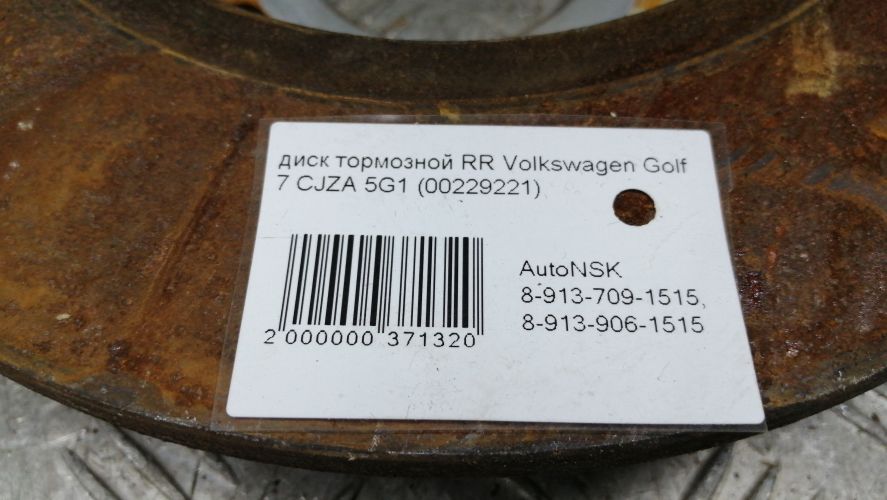 диск тормозной RR Volkswagen Golf
7 CJZA 5G1 (00229221)
AutoNSK
8-913-709-1515,
8-913-906-1515
2 000000 371320